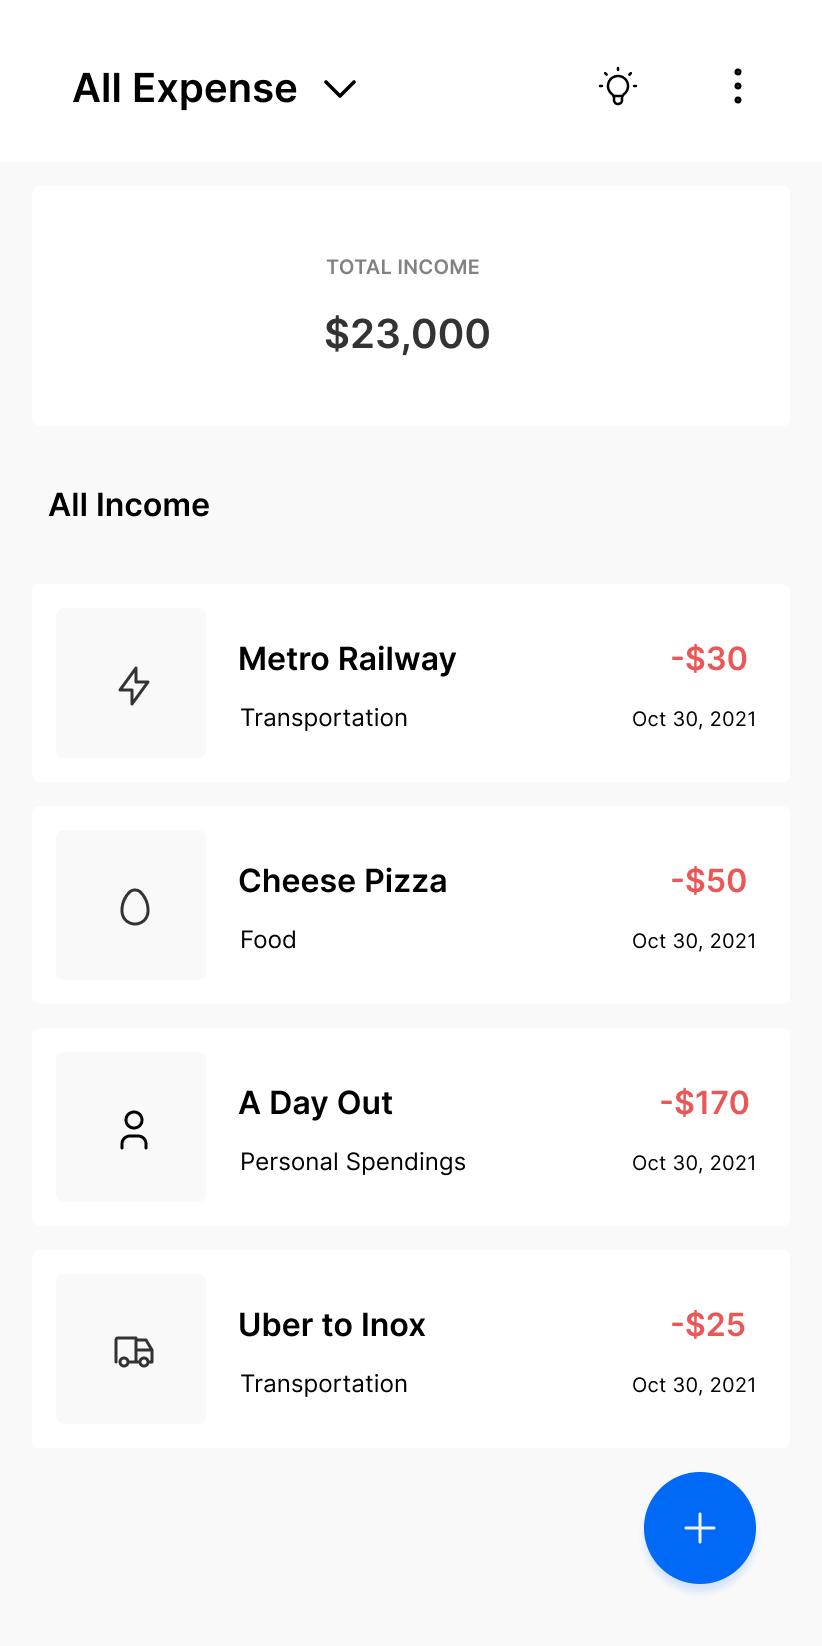 All Expense
TOTAL INCOME
$23,000
All Income
Metro Railway -$30
Transportation Oct 30, 2021
Cheese Pizza -$50
Food Oct 30, 2021
A Day Out -$170
Personal Spendings Oct 30, 2021
Uber to Inox -$25
Transportation Oct 30, 2021